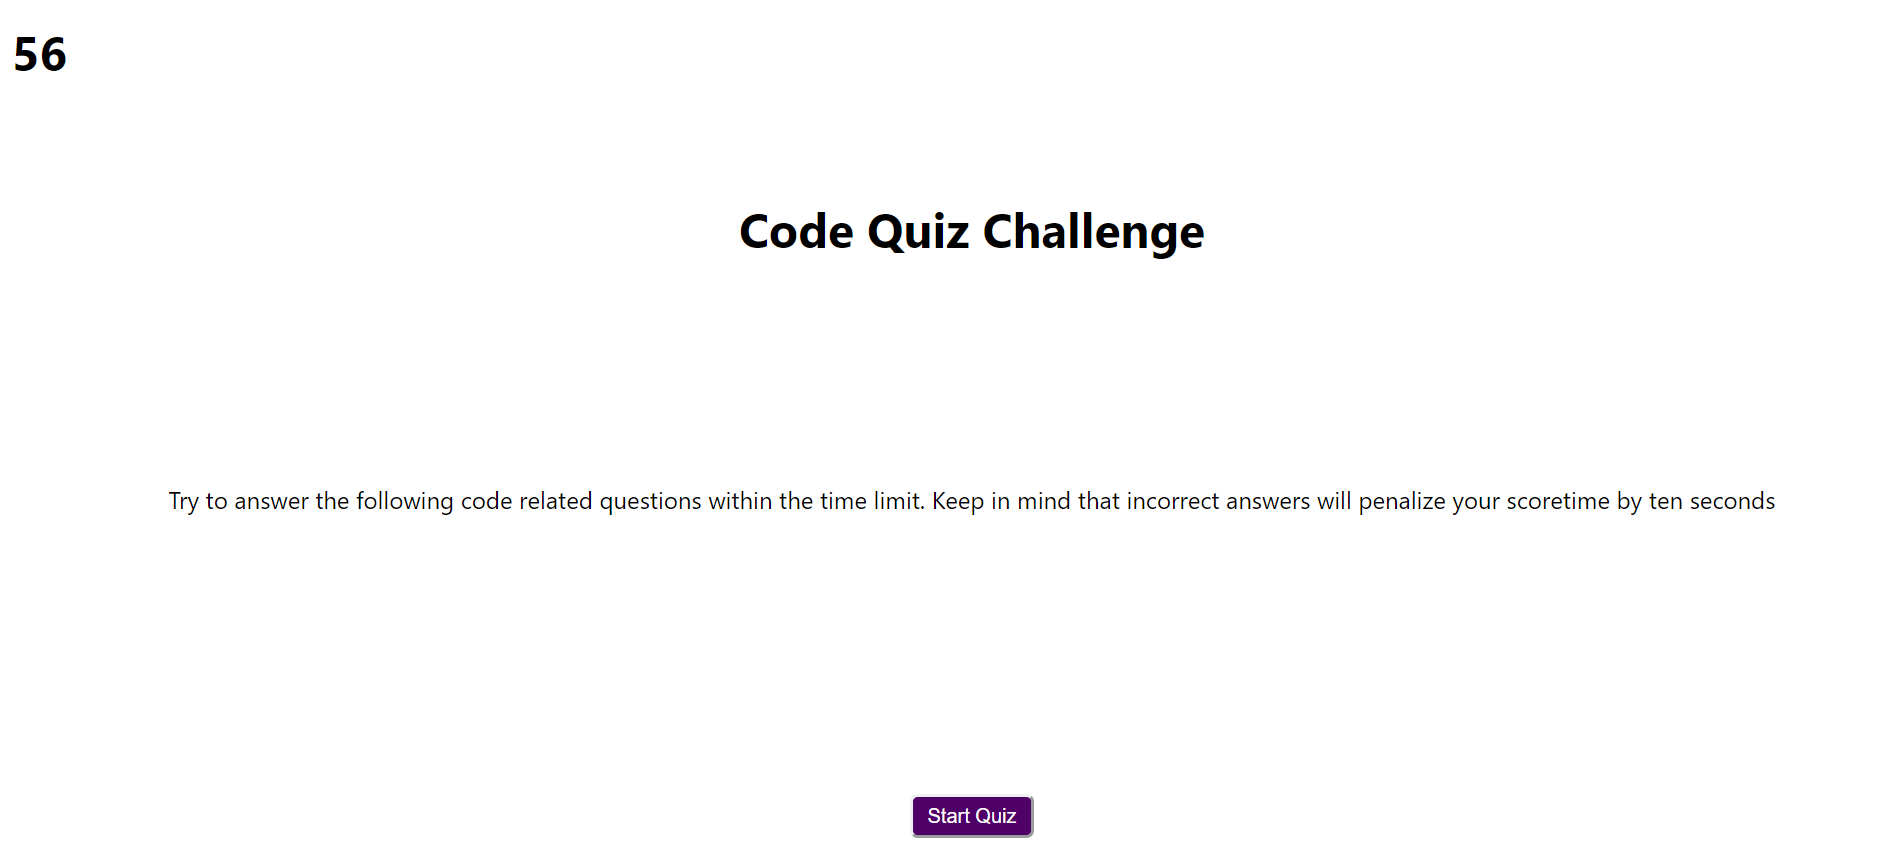 56
Code Quiz Challenge
Try to answer the following code related questions within the time limit. Keep in mind that incorrect answers will penalize your scoretime by ten seconds
Start Quiz